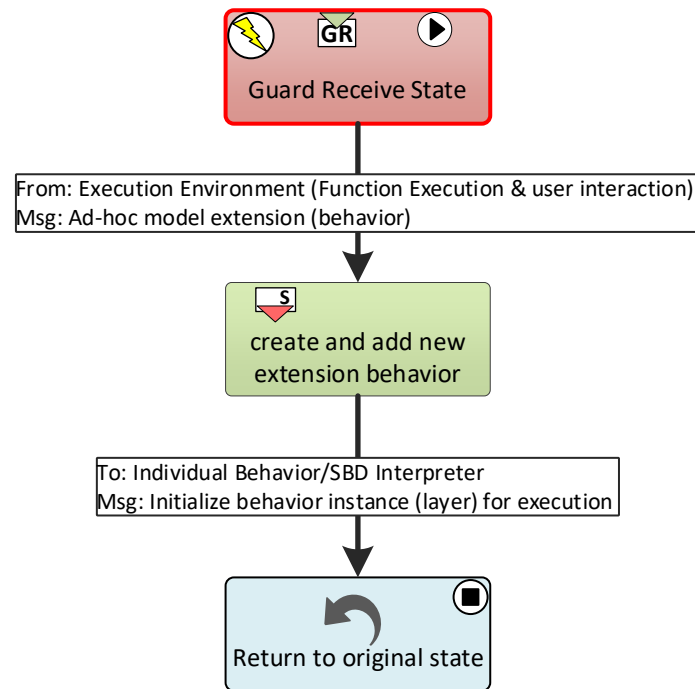 GR
Guard Receive State
From: Execution Environment (Function Execution & user interaction)
Msg: Ad-hoc model extension (behavior)
S
create and add new
extension behavior
To: Individual Behavior/SBD Interpreter
Msg: Initialize behavior instance (layer) for execution
Return to original state